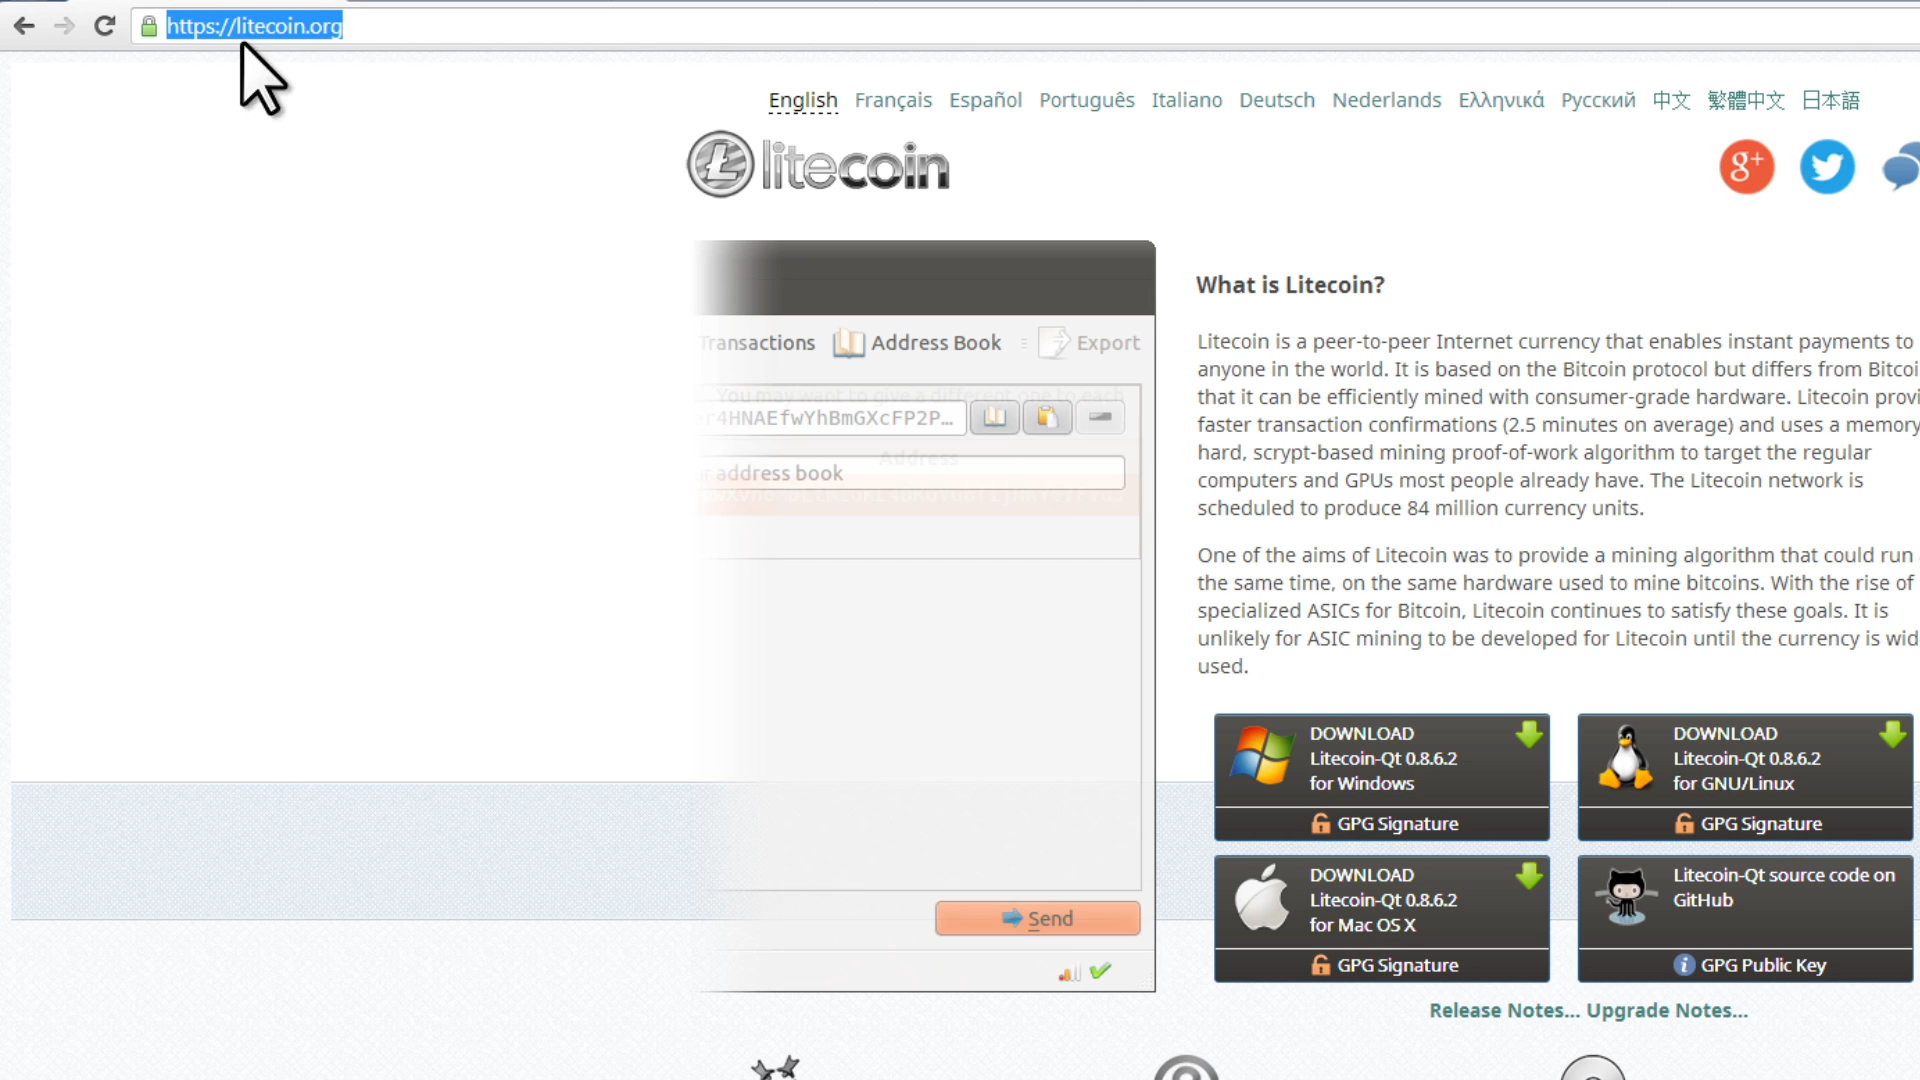 https://litecoin.org
English Français Español Português Italiano Deutsch Nederlands Ελληνικά Русский 中文 繁體中文 日本語
litecoin
g+
Transactions Address Book Export
You may want to give a different one to each
r4HNAEfwYhBmGXcFP2P...
Address
address book
Send
What is Litecoin?
Litecoin is a peer-to-peer Internet currency that enables instant payments to
anyone in the world. It is based on the Bitcoin protocol but differs from Bitcoi
that it can be efficiently mined with consumer-grade hardware. Litecoin provi
faster transaction confirmations (2.5 minutes on average) and uses a memory
hard, scrypt-based mining proof-of-work algorithm to target the regular
computers and GPUs most people already have. The Litecoin network is
scheduled to produce 84 million currency units.
One of the aims of Litecoin was to provide a mining algorithm that could run
the same time, on the same hardware used to mine bitcoins. With the rise of
specialized ASICs for Bitcoin, Litecoin continues to satisfy these goals. It is
unlikely for ASIC mining to be developed for Litecoin until the currency is wid
used.
DOWNLOAD
Litecoin-Qt 0.8.6.2
for Windows
GPG Signature
DOWNLOAD
Litecoin-Qt 0.8.6.2
for GNU/Linux
GPG Signature
DOWNLOAD
Litecoin-Qt 0.8.6.2
for Mac OS X
GPG Signature
Litecoin-Qt source code on
GitHub
GPG Public Key
Release Notes... Upgrade Notes...